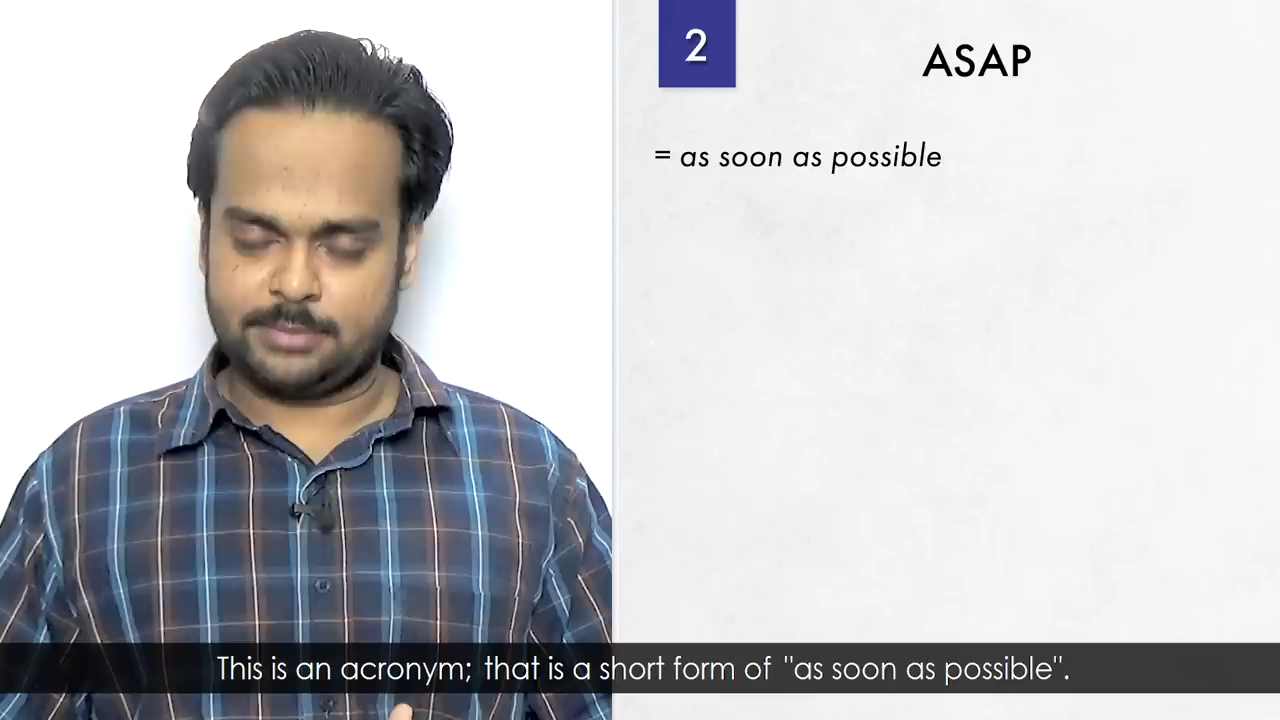 2
ASAP
= as soon as possible
This is an acronym; that is a short form of "as soon as possible".